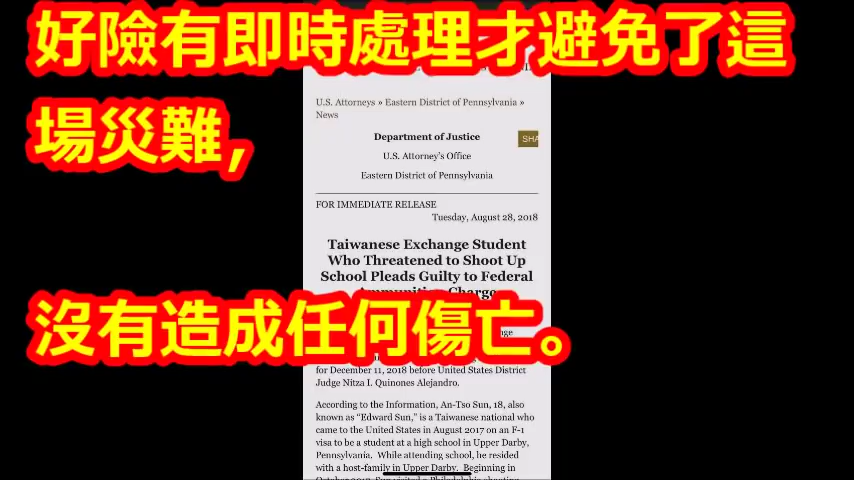 好險有即時處理才避免了這
場災難，
沒有造成任何傷亡。
U.S. Attorneys » Eastern District of Pennsylvania »
News
Department of Justice
SHA
U.S. Attorney's Office
Eastern District of Pennsylvania
FOR IMMEDIATE RELEASE
Tuesday, August 28, 2018
Taiwanese Exchange Student
Who Threatened to Shoot Up
School Pleads Guilty to Federal
Ammunition Charge
for December 11, 2018 before United States District
Judge Nitza I. Quinones Alejandro.
According to the Information, An-Tso Sun, 18, also
known as “Edward Sun,” is a Taiwanese national who
came to the United States in August 2017 on an F-1
visa to be a student at a high school in Upper Darby,
Pennsylvania.  While attending school, he resided
with a host-family in Upper Darby.  Beginning in